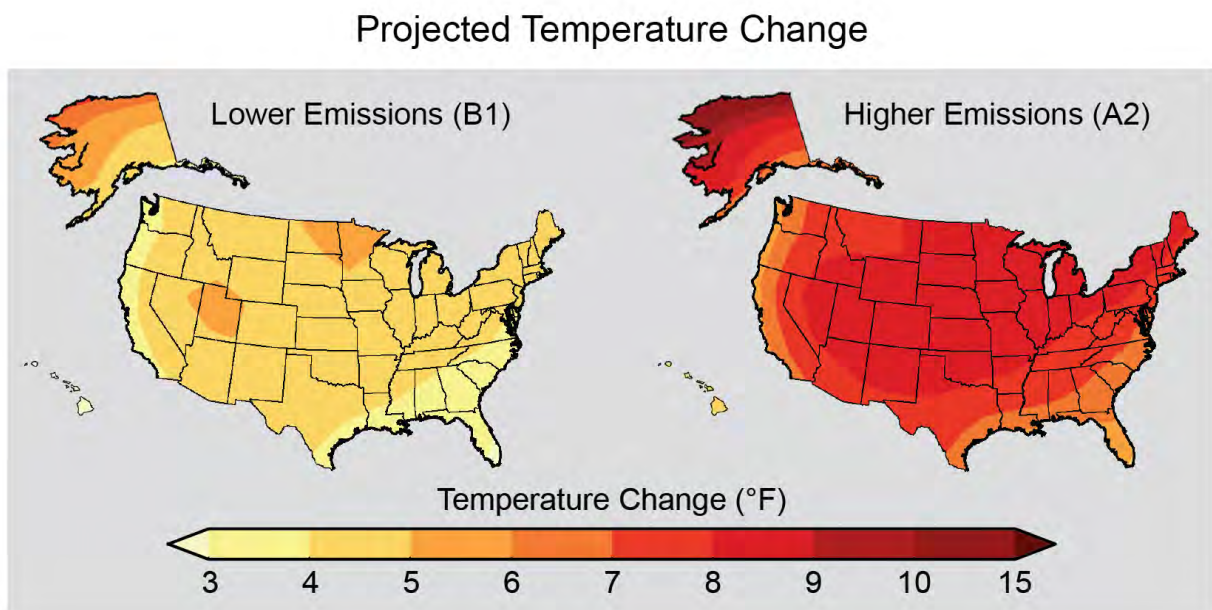 Projected Temperature Change
Lower Emissions (B1)
Higher Emissions (A2)
Temperature Change (°F)
3 4 5 6 7 8 9 10 15